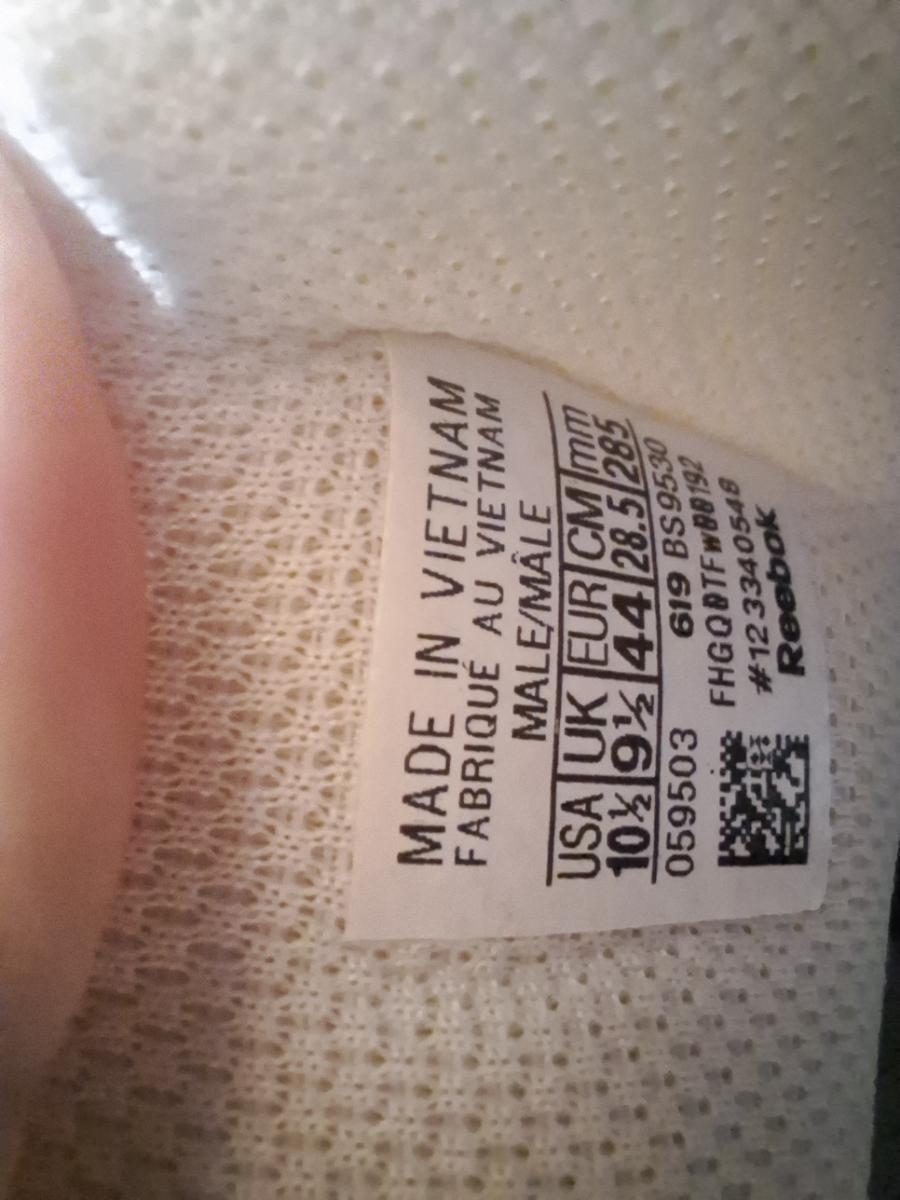 MADE IN VIETNAM
FABRIQUÉ AU VIETNAM
MALE/MÂLE
USA UK EUR CM mm
10½ 9½ 44 28.5 285
059503 619 BS9530
FHGQ0TFW00192
#123340548
Reebok